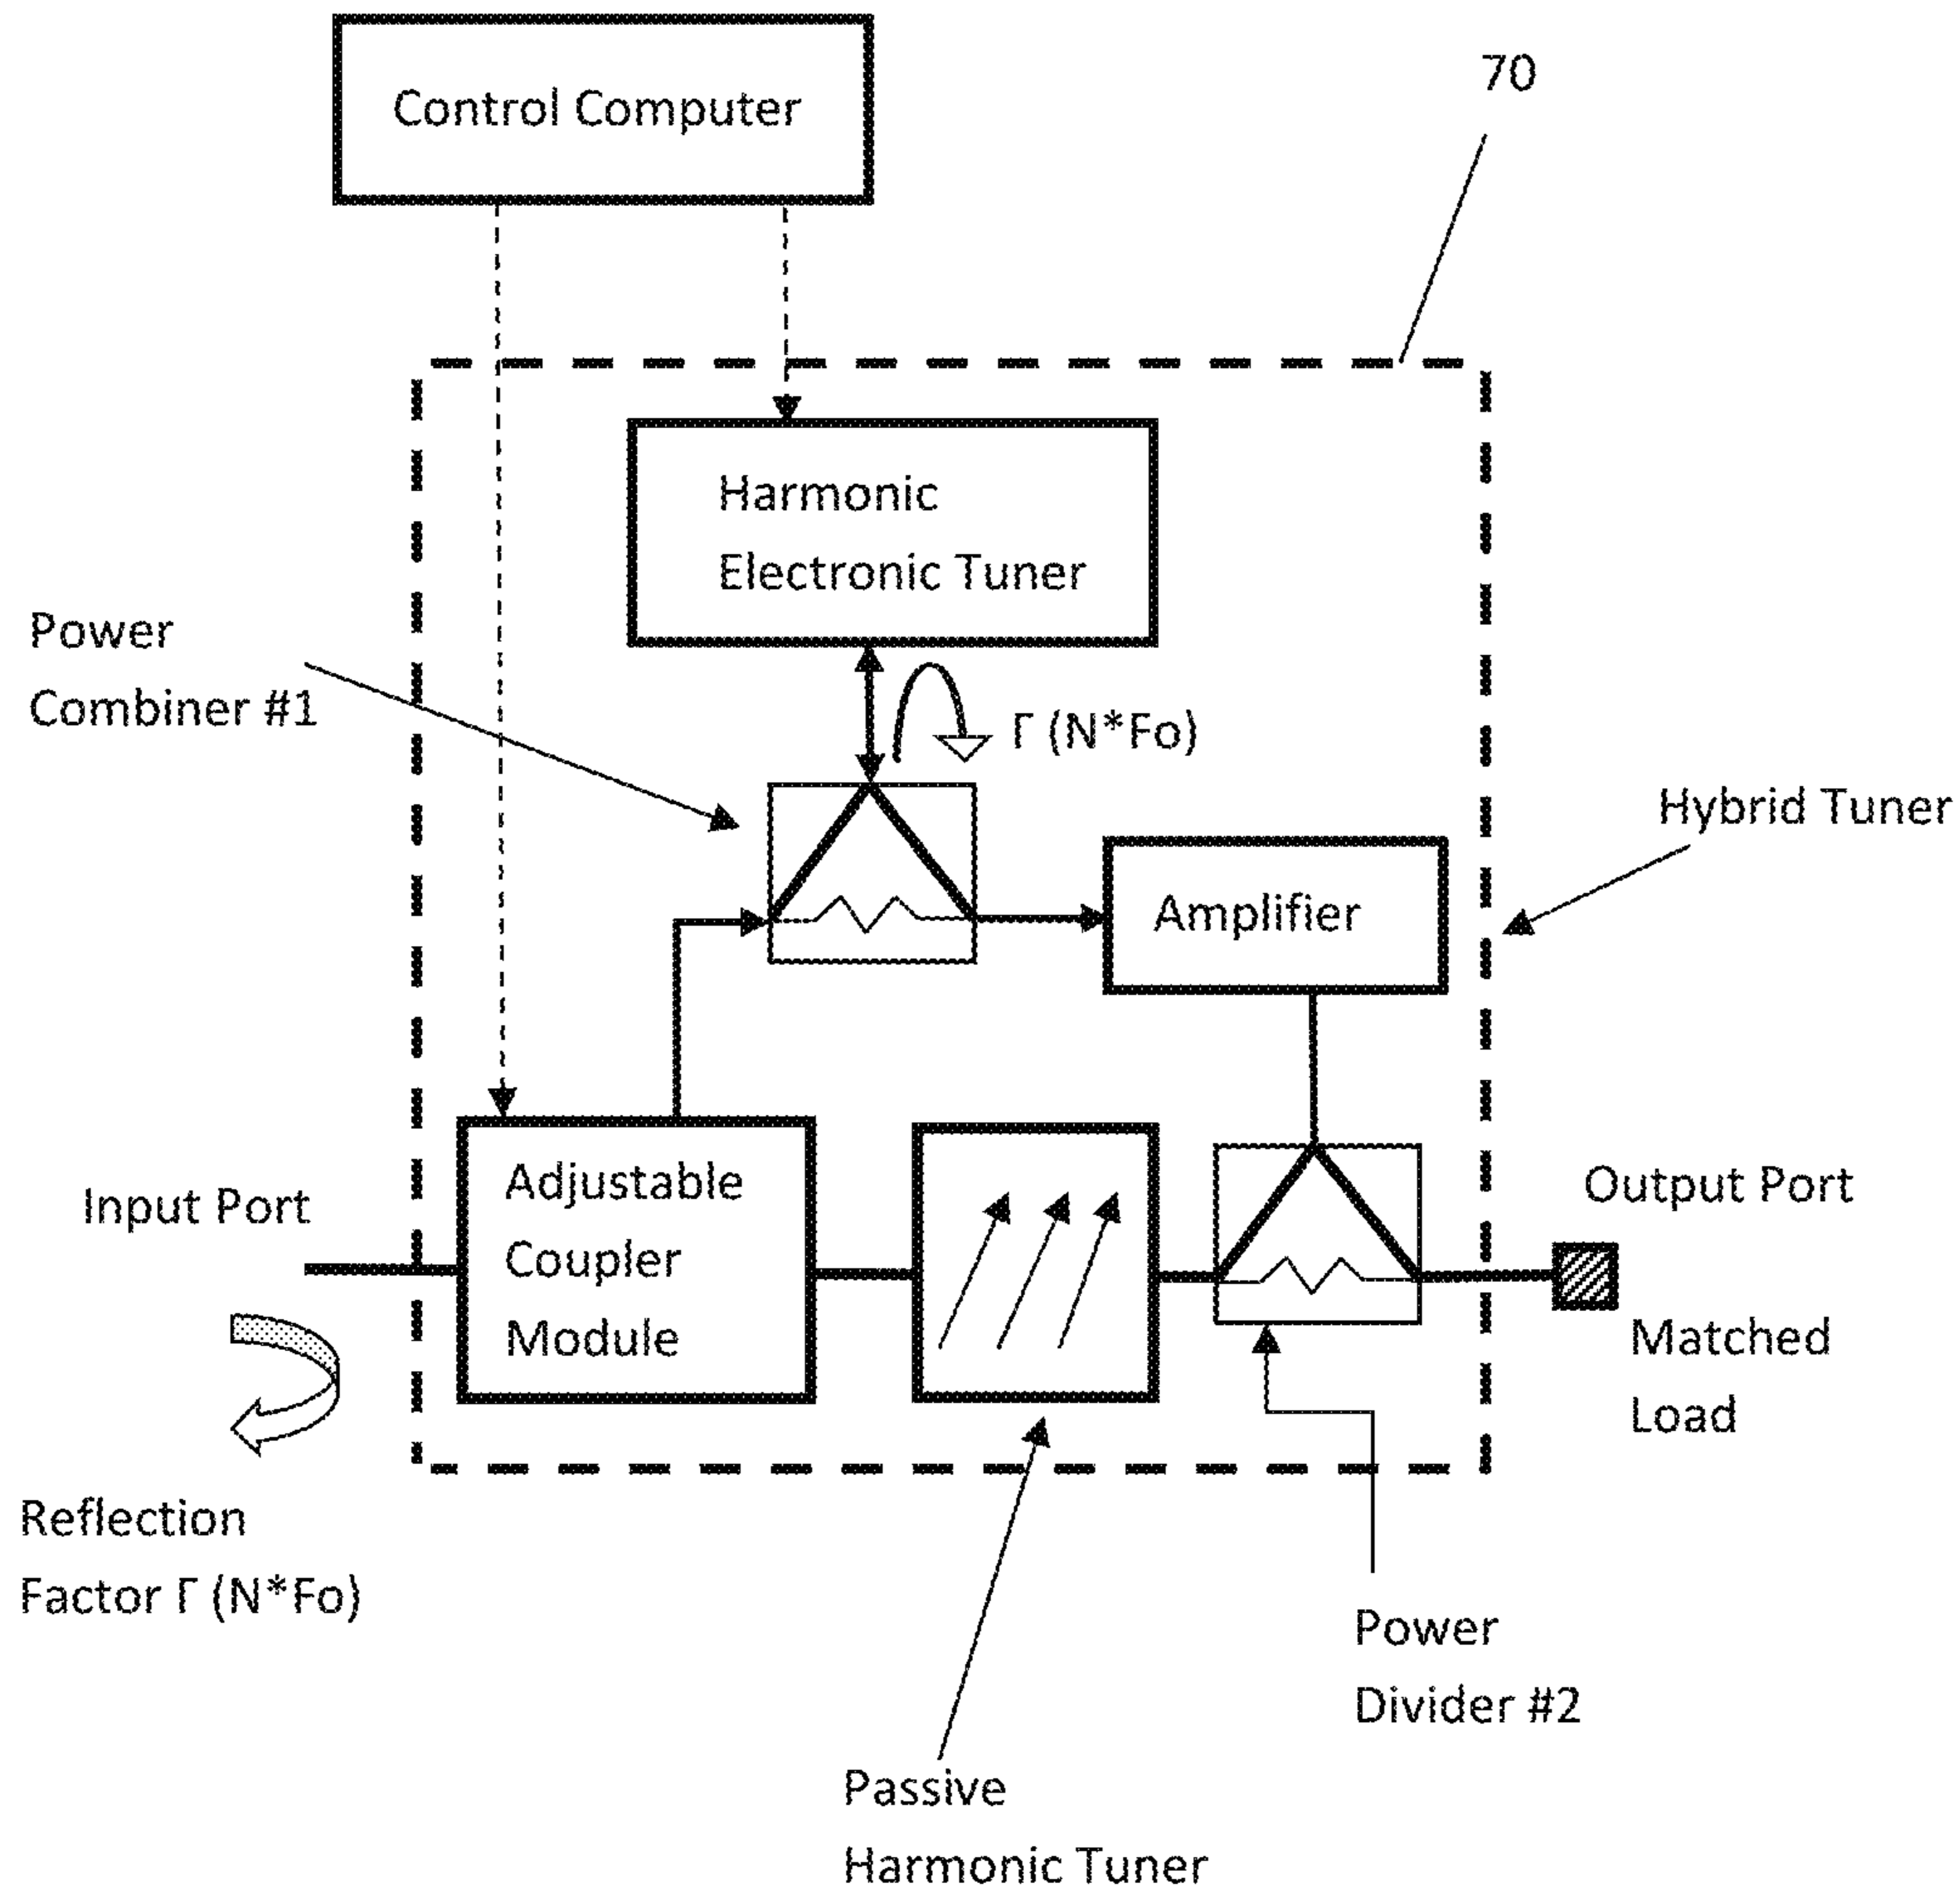 Control Computer
70
Harmonic
Electronic Tuner
Power
Combiner #1
Γ (N*Fo)
Hybrid Tuner
Amplifier
Input Port
Adjustable
Coupler
Module
Output Port
Matched
Load
Reflection
Factor Γ (N*Fo)
Power
Divider #2
Passive
Harmonic Tuner